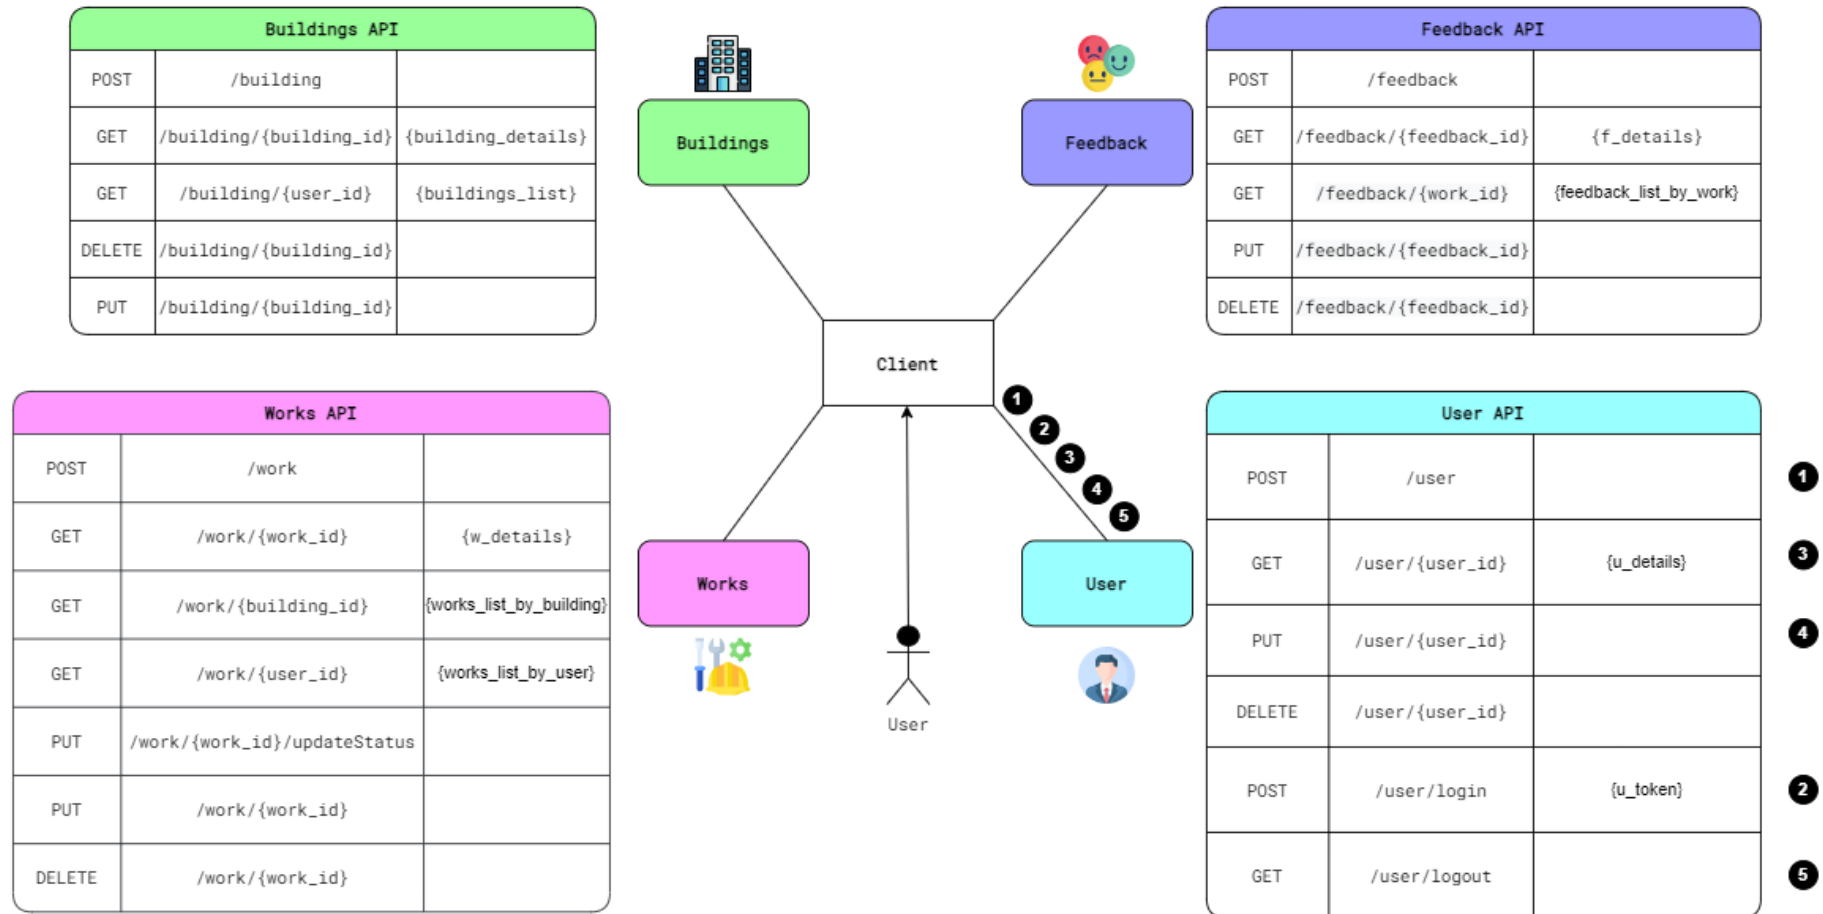 Buildings API
POST /building
GET /building/{building_id} {building_details}
GET /building/{user_id} {buildings_list}
DELETE /building/{building_id}
PUT /building/{building_id}
Buildings
Feedback
Feedback API
POST /feedback
GET /feedback/{feedback_id} {f_details}
GET /feedback/{work_id} {feedback_list_by_work}
PUT /feedback/{feedback_id}
DELETE /feedback/{feedback_id}
Client
1
2
3
4
5
Works API
POST /work
GET /work/{work_id} {w_details}
GET /work/{building_id} {works_list_by_building}
GET /work/{user_id} {works_list_by_user}
PUT /work/{work_id}/updateStatus
PUT /work/{work_id}
DELETE /work/{work_id}
Works
User
User
User API
POST /user 1
GET /user/{user_id} {u_details} 3
PUT /user/{user_id} 4
DELETE /user/{user_id}
POST /user/login {u_token} 2
GET /user/logout 5